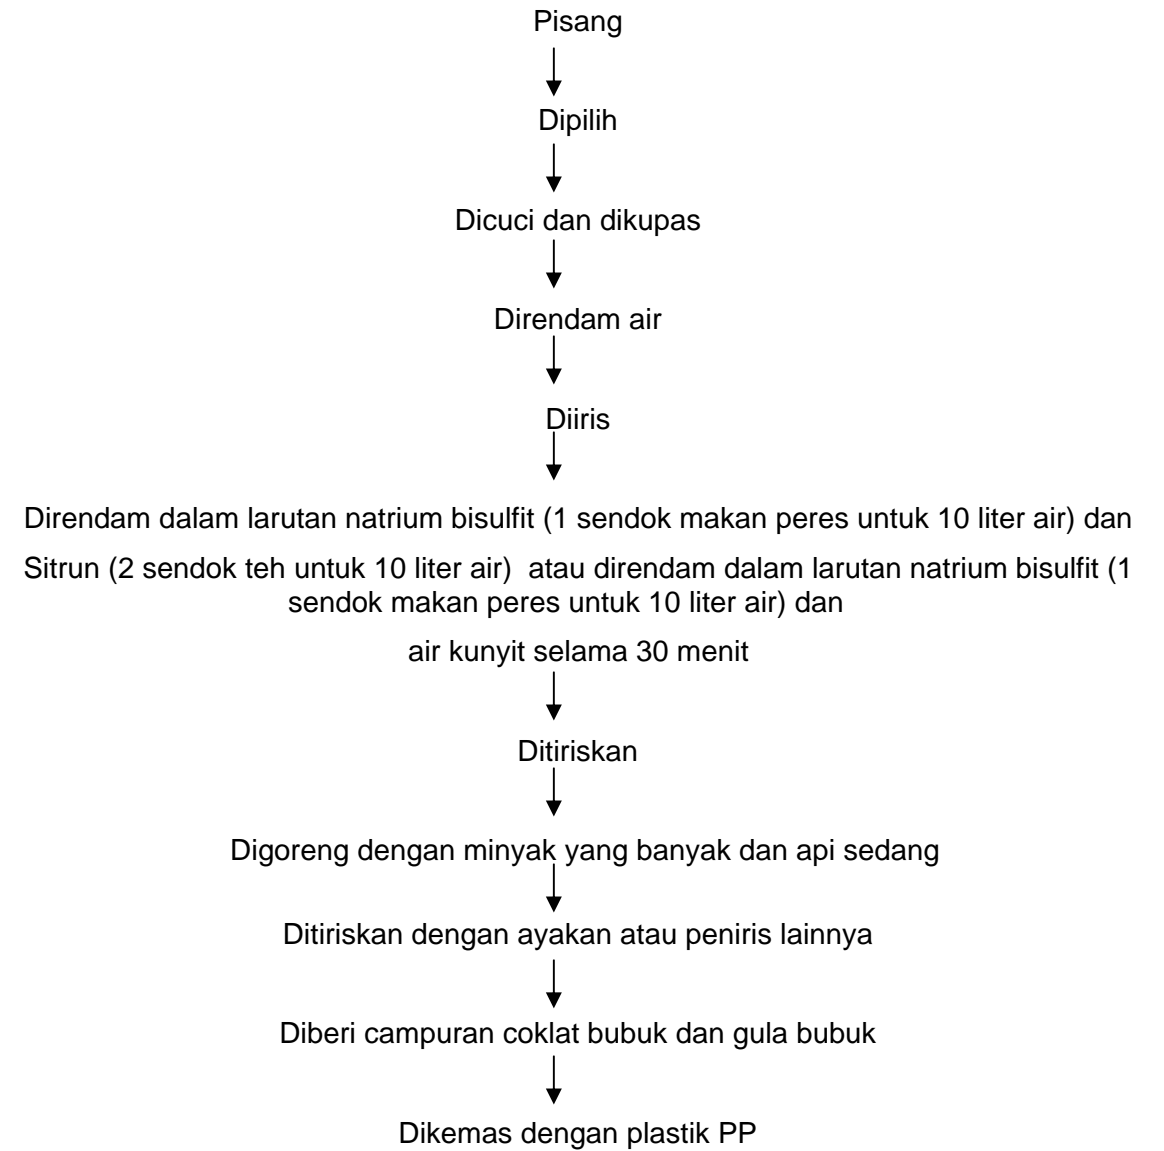 Pisang
Dipilih
Dicuci dan dikupas
Direndam air
Diiris
Direndam dalam larutan natrium bisulfit (1 sendok makan peres untuk 10 liter air) dan
Sitrun (2 sendok teh untuk 10 liter air)  atau direndam dalam larutan natrium bisulfit (1
sendok makan peres untuk 10 liter air) dan
air kunyit selama 30 menit
Ditiriskan
Digoreng dengan minyak yang banyak dan api sedang
Ditiriskan dengan ayakan atau peniris lainnya
Diberi campuran coklat bubuk dan gula bubuk
Dikemas dengan plastik PP